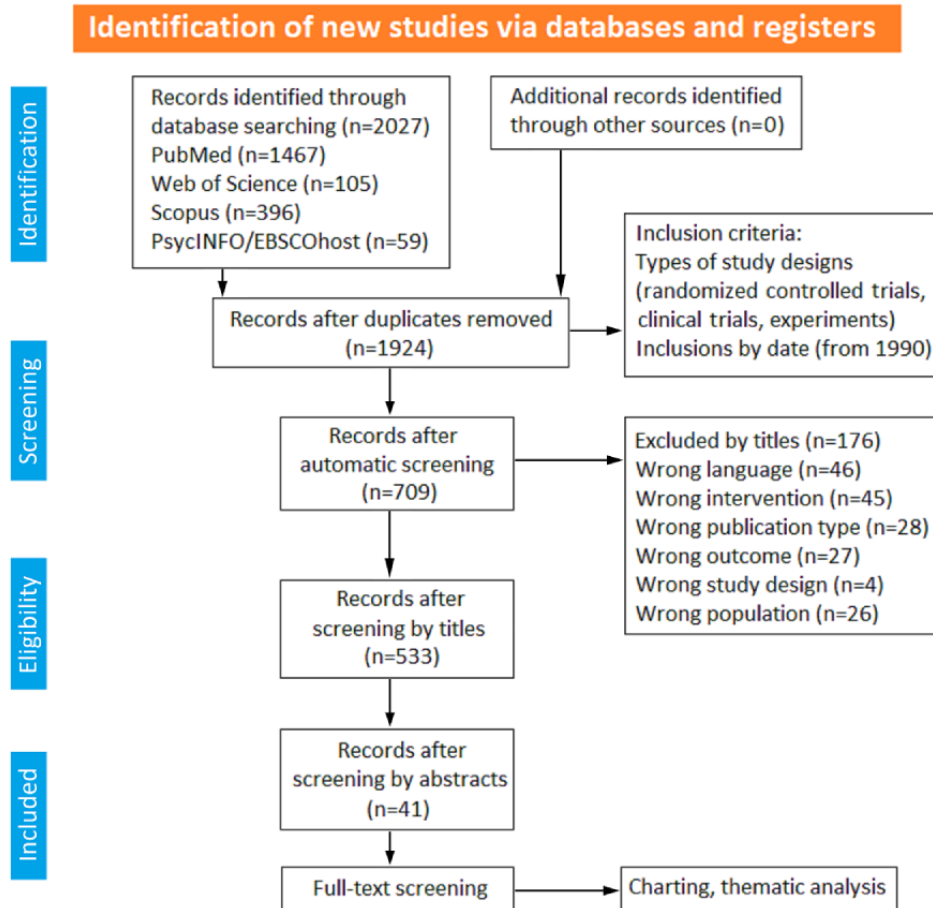 Identification of new studies via databases and registers
Identification
Records identified through
database searching (n=2027)
PubMed (n=1467)
Web of Science (n=105)
Scopus (n=396)
PsycINFO/EBSCOhost (n=59)
Additional records identified
through other sources (n=0)
Inclusion criteria:
Types of study designs
(randomized controlled trials,
clinical trials, experiments)
Inclusions by date (from 1990)
Records after duplicates removed
(n=1924)
Screening
Records after
automatic screening
(n=709)
Excluded by titles (n=176)
Wrong language (n=46)
Wrong intervention (n=45)
Wrong publication type (n=28)
Wrong outcome (n=27)
Wrong study design (n=4)
Wrong population (n=26)
Eligibility
Records after
screening by titles
(n=533)
Included
Records after
screening by abstracts
(n=41)
Full-text screening
Charting, thematic analysis